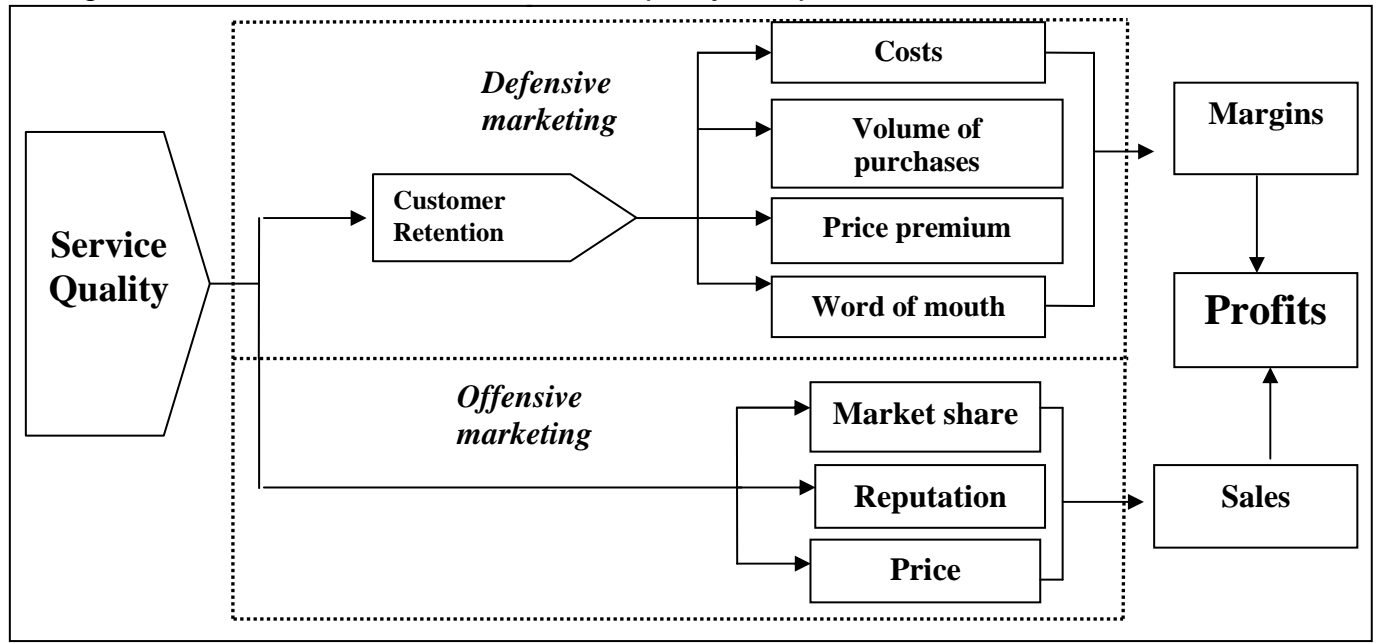 Defensive
marketing
Costs
Volume of
purchases
Margins
Customer
Retention
Service
Quality
Price premium
Word of mouth
Profits
Offensive
marketing
Market share
Reputation
Price
Sales